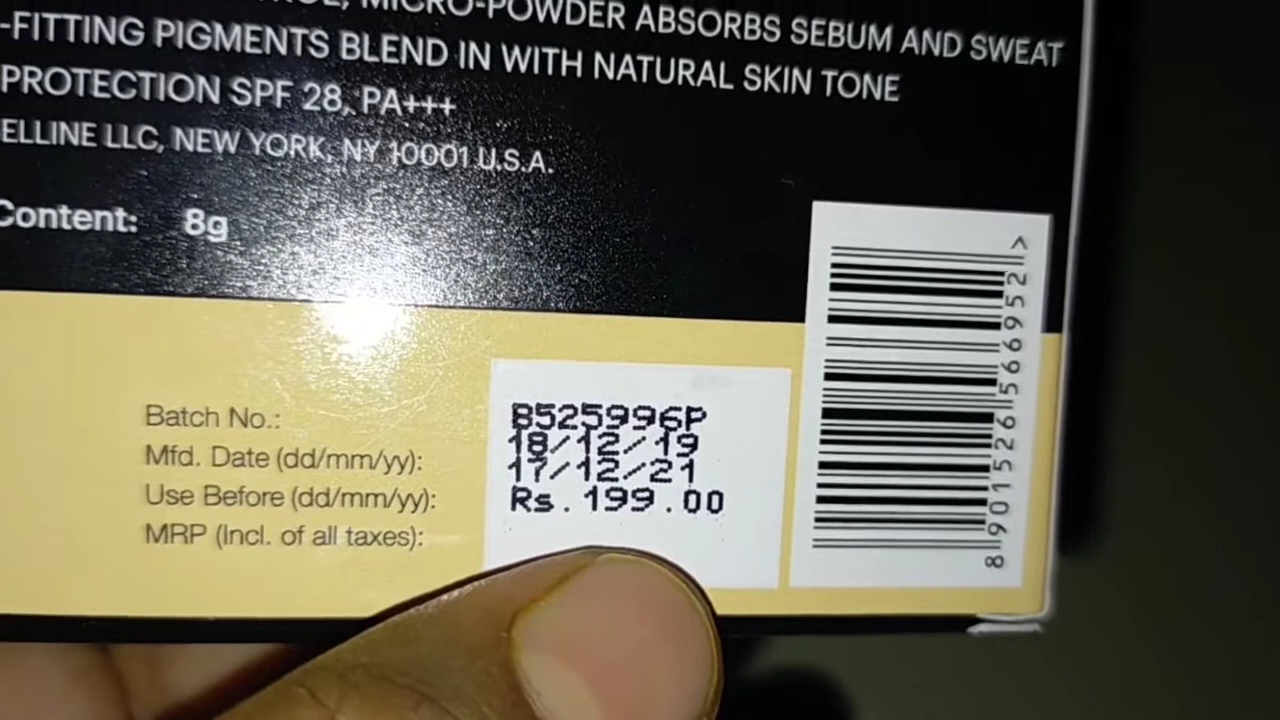 MICRO-POWDER ABSORBS SEBUM AND SWEAT
-FITTING PIGMENTS BLEND IN WITH NATURAL SKIN TONE
PROTECTION SPF 28, PA+++
ELLINE LLC, NEW YORK, NY 10001 U.S.A.
Content: 8g
Batch No.: B525996P
Mfd. Date (dd/mm/yy): 18/12/19
Use Before (dd/mm/yy): 17/12/21
MRP (Incl. of all taxes): Rs.199.00
8 901526 566952 >